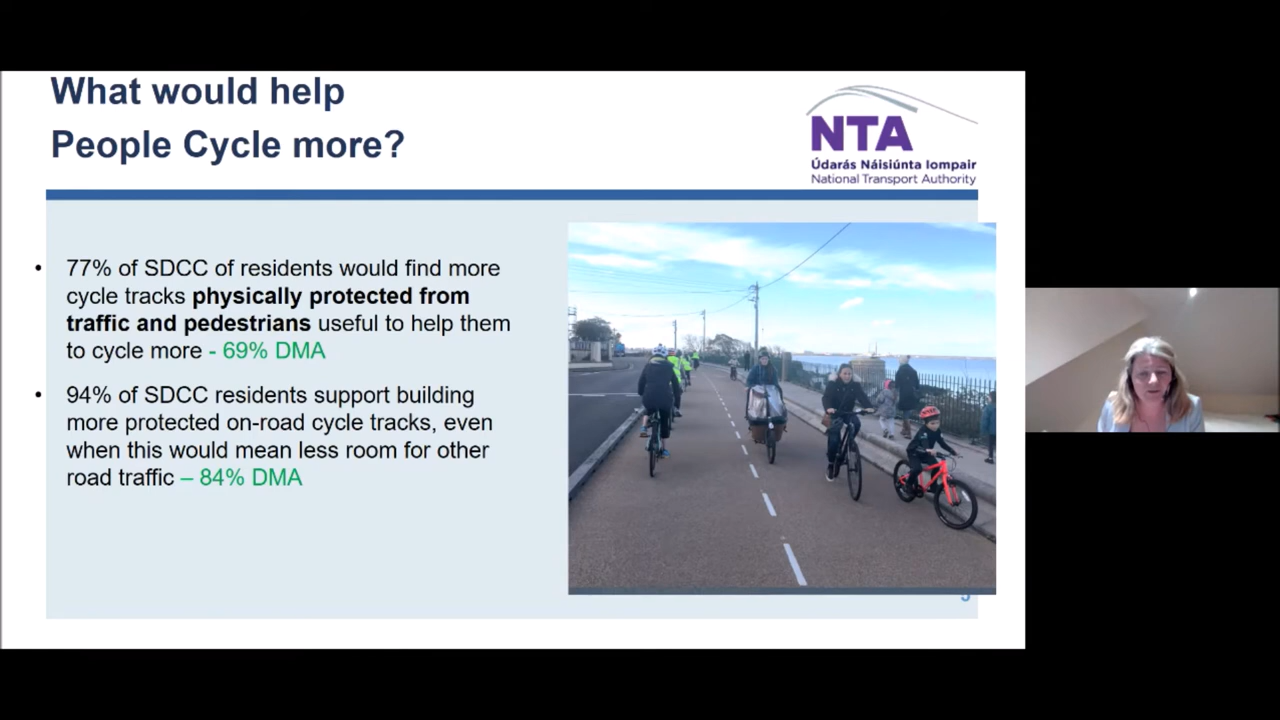 What would help
People Cycle more?
NTA
Údarás Náisiúnta Iompair
National Transport Authority
• 77% of SDCC of residents would find more
cycle tracks physically protected from
traffic and pedestrians useful to help them
to cycle more - 69% DMA
• 94% of SDCC residents support building
more protected on-road cycle tracks, even
when this would mean less room for other
road traffic – 84% DMA